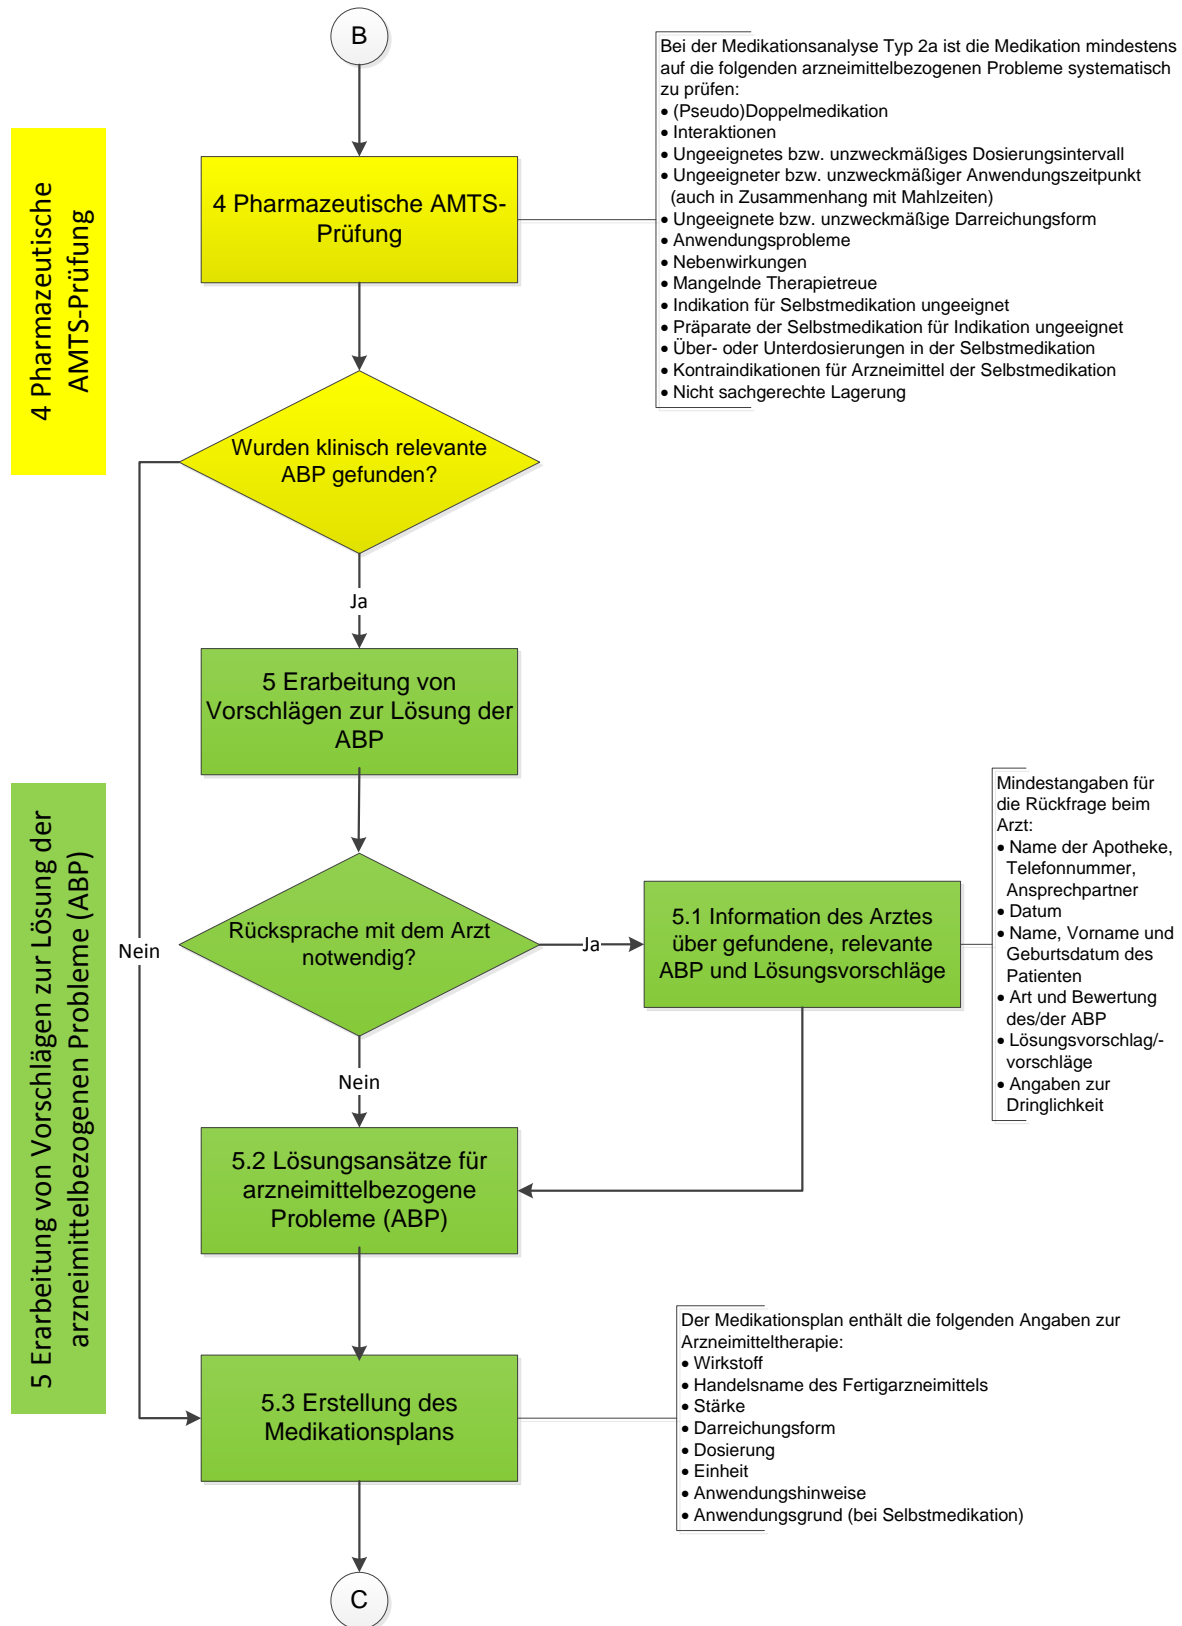 B
Bei der Medikationsanalyse Typ 2a ist die Medikation mindestens
auf die folgenden arzneimittelbezogenen Probleme systematisch
zu prüfen:
• (Pseudo)Doppelmedikation
• Interaktionen
• Ungeeignetes bzw. unzweckmäßiges Dosierungsintervall
• Ungeeigneter bzw. unzweckmäßiger Anwendungszeitpunkt
(auch in Zusammenhang mit Mahlzeiten)
• Ungeeignete bzw. unzweckmäßige Darreichungsform
• Anwendungsprobleme
• Nebenwirkungen
• Mangelnde Therapietreue
• Indikation für Selbstmedikation ungeeignet
• Präparate der Selbstmedikation für Indikation ungeeignet
• Über- oder Unterdosierungen in der Selbstmedikation
• Kontraindikationen für Arzneimittel der Selbstmedikation
• Nicht sachgerechte Lagerung
4 Pharmazeutische
AMTS-Prüfung
4 Pharmazeutische AMTS-
Prüfung
Wurden klinisch relevante
ABP gefunden?
Ja
5 Erarbeitung von
Vorschlägen zur Lösung der
ABP
5 Erarbeitung von Vorschlägen zur Lösung der
arzneimittelbezogenen Probleme (ABP)
Nein
Rücksprache mit dem Arzt
notwendig?
Ja
5.1 Information des Arztes
über gefundene, relevante
ABP und Lösungsvorschläge
Mindestangaben für
die Rückfrage beim
Arzt:
• Name der Apotheke,
Telefonnummer,
Ansprechpartner
• Datum
• Name, Vorname und
Geburtsdatum des
Patienten
• Art und Bewertung
des/der ABP
• Lösungsvorschlag/-
vorschläge
• Angaben zur
Dringlichkeit
Nein
5.2 Lösungsansätze für
arzneimittelbezogene
Probleme (ABP)
5.3 Erstellung des
Medikationsplans
Der Medikationsplan enthält die folgenden Angaben zur
Arzneimitteltherapie:
• Wirkstoff
• Handelsname des Fertigarzneimittels
• Stärke
• Darreichungsform
• Dosierung
• Einheit
• Anwendungshinweise
• Anwendungsgrund (bei Selbstmedikation)
C